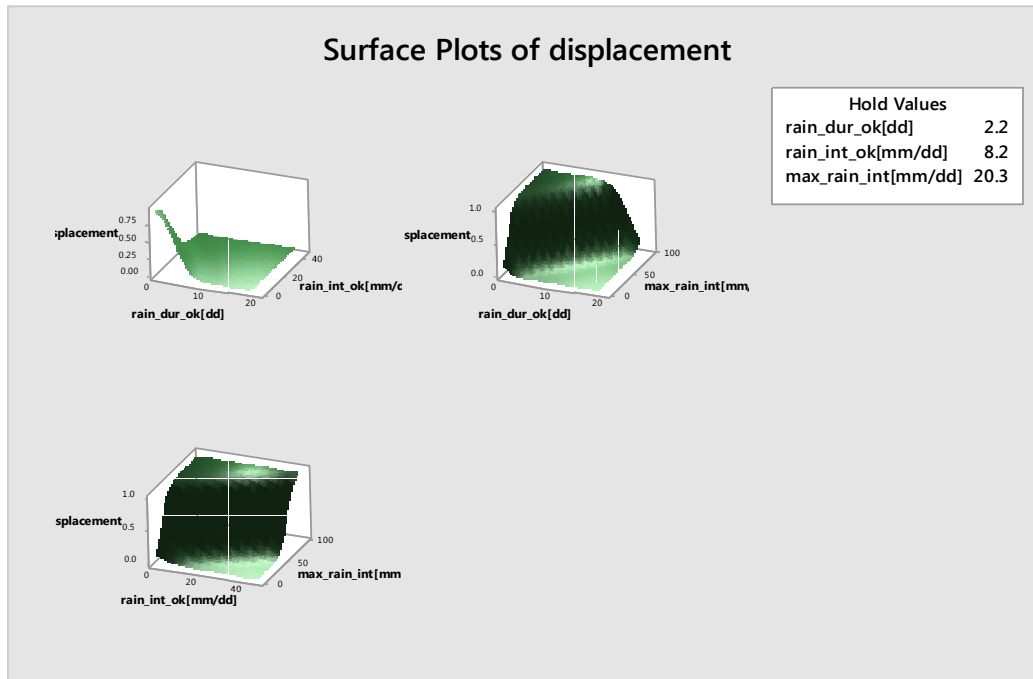 Surface Plots of displacement
Hold Values
rain_dur_ok[dd] 2.2
rain_int_ok[mm/dd] 8.2
max_rain_int[mm/dd] 20.3
0.75
0.50
0.25
0.00
splacement
0
10
20
rain_dur_ok[dd]
0
20
40
rain_int_ok[mm/d
1.0
0.5
0.0
splacement
0
10
20
rain_dur_ok[dd]
0
50
100
max_rain_int[mm,
1.0
0.5
0.0
splacement
0
20
40
rain_int_ok[mm/dd]
0
50
100
max_rain_int[mm